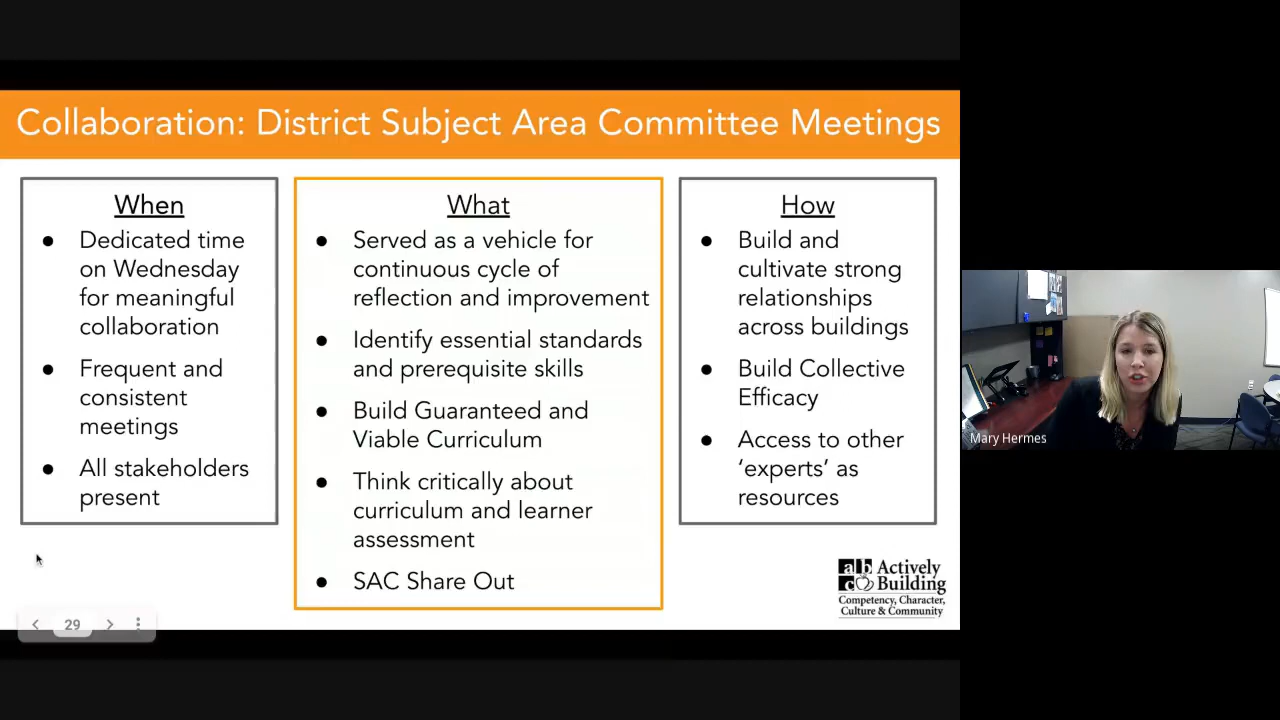 Collaboration: District Subject Area Committee Meetings
When
● Dedicated time
on Wednesday
for meaningful
collaboration
● Frequent and
consistent
meetings
● All stakeholders
present
What
● Served as a vehicle for
continuous cycle of
reflection and improvement
● Identify essential standards
and prerequisite skills
● Build Guaranteed and
Viable Curriculum
● Think critically about
curriculum and learner
assessment
● SAC Share Out
How
● Build and
cultivate strong
relationships
across buildings
● Build Collective
Efficacy
● Access to other
‘experts’ as
resources
a b c Actively
Building
Competency, Character,
Culture & Community
29
Mary Hermes